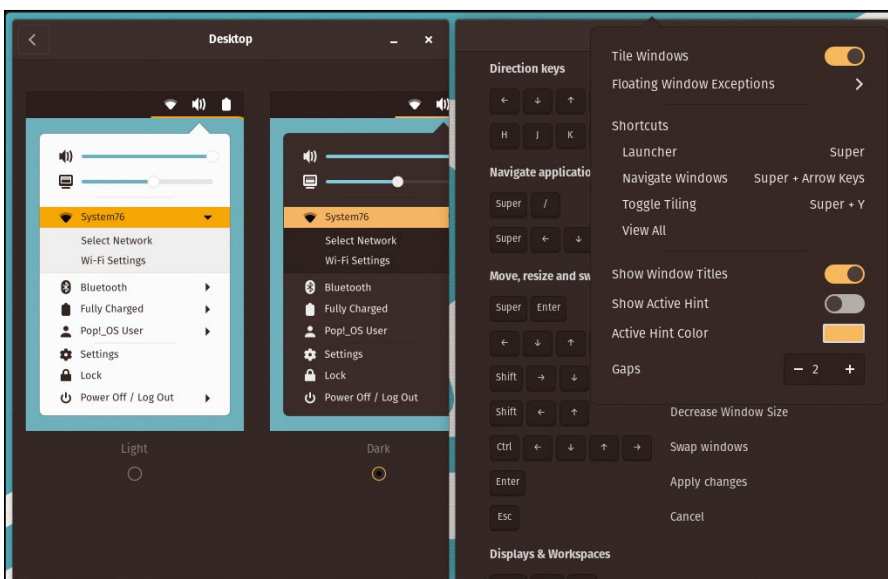 Desktop
System76
Select Network
Wi-Fi Settings
Bluetooth
Fully Charged
Pop!_OS User
Settings
Lock
Power Off / Log Out
Light
System76
Select Network
Wi-Fi Settings
Bluetooth
Fully Charged
Pop!_OS User
Settings
Lock
Power Off / Log Out
Dark
Direction keys
← ↓ ↑
H J K
Navigate applicatio
Super /
Super ← ↓
Move, resize and sw
Super Enter
← ↓ ↑
Shift → ↓
Shift ← ↑ Decrease Window Size
Ctrl ← ↓ ↑ → Swap windows
Enter Apply changes
Esc Cancel
Displays & Workspaces
Tile Windows
Floating Window Exceptions >
Shortcuts
Launcher Super
Navigate Windows Super + Arrow Keys
Toggle Tiling Super + Y
View All
Show Window Titles
Show Active Hint
Active Hint Color
Gaps − 2 +